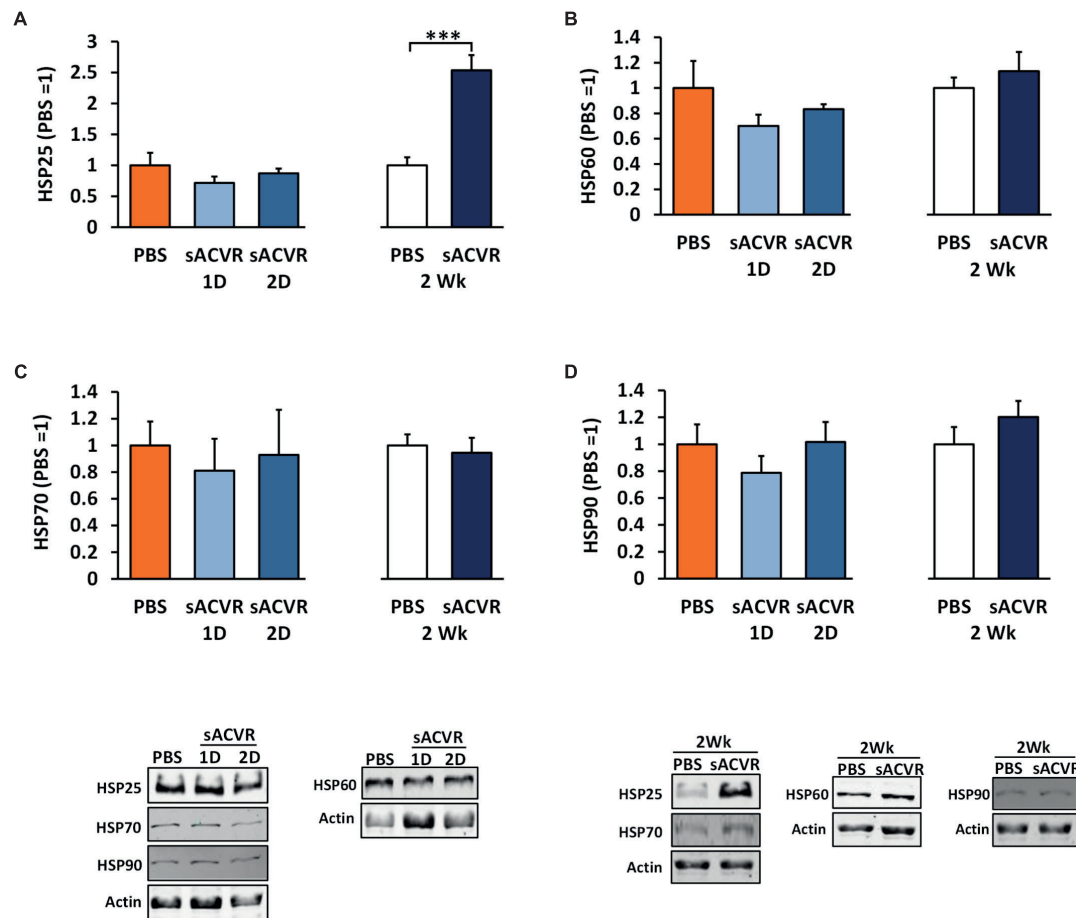 A
HSP25 (PBS =1)
3
2.5
2
1.5
1
0.5
0
***
PBS sACVR sACVR PBS sACVR
1D 2D 2 Wk
B
HSP60 (PBS =1)
1.4
1.2
1
0.8
0.6
0.4
0.2
0
PBS sACVR sACVR PBS sACVR
1D 2D 2 Wk
C
HSP70 (PBS =1)
1.4
1.2
1
0.8
0.6
0.4
0.2
0
PBS sACVR sACVR PBS sACVR
1D 2D 2 Wk
D
HSP90 (PBS =1)
1.4
1.2
1
0.8
0.6
0.4
0.2
0
PBS sACVR sACVR PBS sACVR
1D 2D 2 Wk
sACVR
PBS 1D 2D
HSP25
HSP70
HSP90
Actin
sACVR
PBS 1D 2D
HSP60
Actin
2Wk
PBS sACVR
HSP25
HSP70
Actin
2Wk
PBS sACVR
HSP60
Actin
2Wk
PBS sACVR
HSP90
Actin